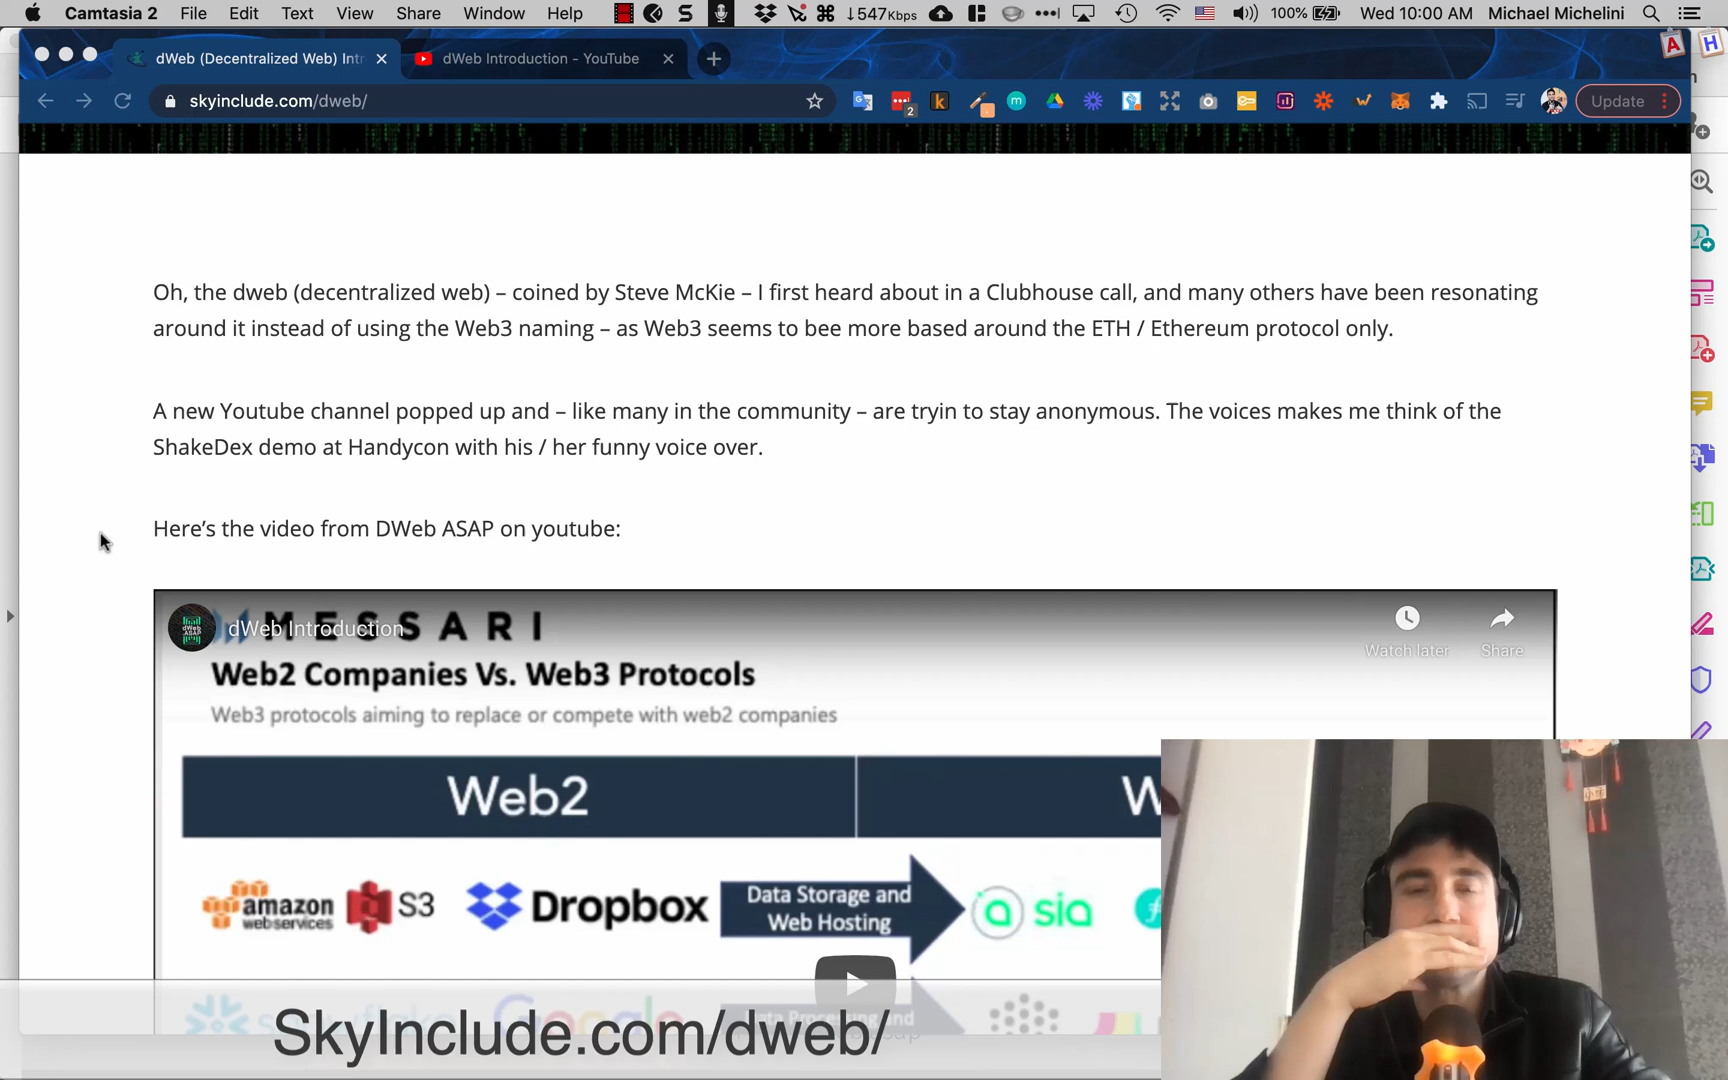 Camtasia 2 File Edit Text View Share Window Help ↓547Kbps 100% Wed 10:00 AM Michael Michelini
dWeb (Decentralized Web) Intr dWeb Introduction - YouTube
A H
skyinclude.com/dweb/ 2 Update
Oh, the dweb (decentralized web) – coined by Steve McKie – I first heard about in a Clubhouse call, and many others have been resonating
around it instead of using the Web3 naming – as Web3 seems to bee more based around the ETH / Ethereum protocol only.
A new Youtube channel popped up and – like many in the community – are tryin to stay anonymous. The voices makes me think of the
ShakeDex demo at Handycon with his / her funny voice over.
Here's the video from DWeb ASAP on youtube:
MESSARI
dWeb Introduction
Watch later Share
Web2 Companies Vs. Web3 Protocols
Web3 protocols aiming to replace or compete with web2 companies
Web2 W
amazon webservices S3 Dropbox Data Storage and Web Hosting sia
Google Data Processing and
SkyInclude.com/dweb/